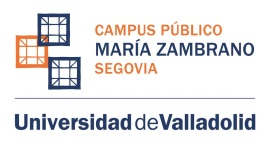 CAMPUS PÚBLICO
MARÍA ZAMBRANO
SEGOVIA
Universidad de Valladolid